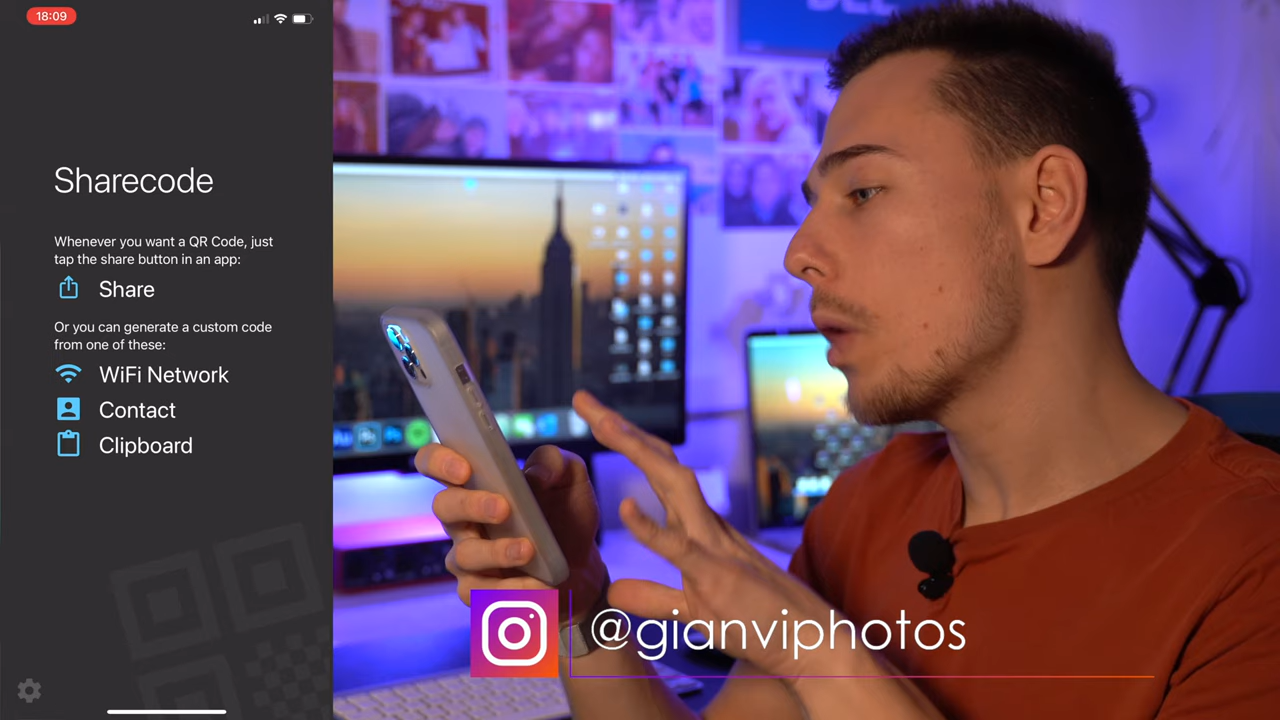 18:09
Sharecode
Whenever you want a QR Code, just
tap the share button in an app:
Share
Or you can generate a custom code
from one of these:
WiFi Network
Contact
Clipboard
@gianviphotos